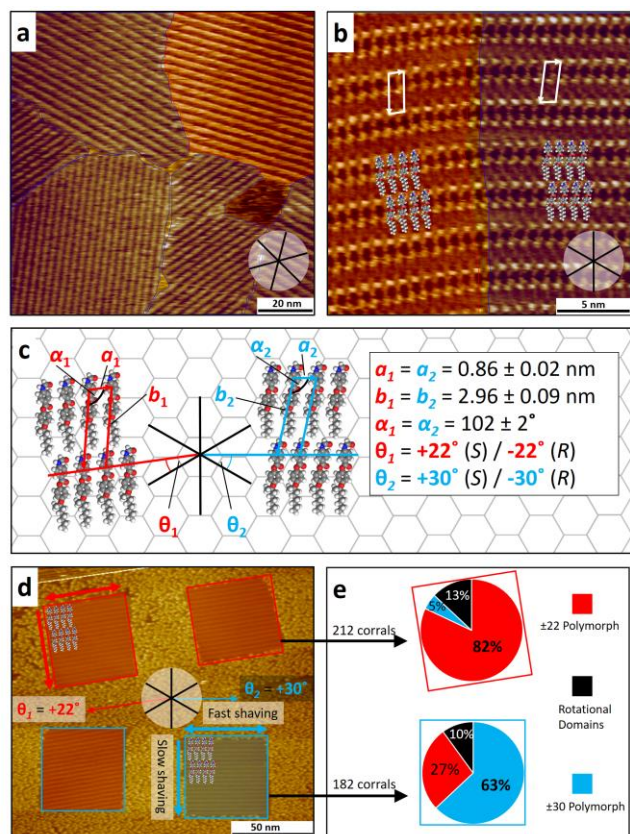 a
20 nm
b
5 nm
c
α₁ a₁
b₁
θ₁
α₂ a₂
b₂
θ₂
a₁ = a₂ = 0.86 ± 0.02 nm
b₁ = b₂ = 2.96 ± 0.09 nm
α₁ = α₂ = 102 ± 2°
θ₁ = +22° (S) / -22° (R)
θ₂ = +30° (S) / -30° (R)
d
θ₁ = +22°
θ₂ = +30°
Fast shaving
Slow shaving
50 nm
e
212 corrals
13%
5%
82%
182 corrals
10%
27%
63%
±22 Polymorph
Rotational
Domains
±30 Polymorph